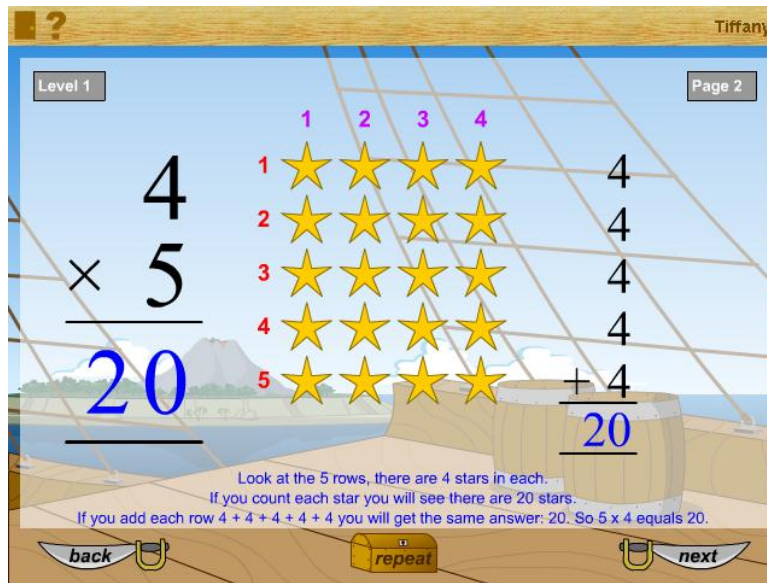 ?
Tiffany
Level 1
Page 2
1 2 3 4
4
× 5
20
1
2
3
4
5
4
4
4
4
+ 4
20
Look at the 5 rows, there are 4 stars in each.
If you count each star you will see there are 20 stars.
If you add each row 4 + 4 + 4 + 4 + 4 you will get the same answer: 20. So 5 x 4 equals 20.
back
repeat
next